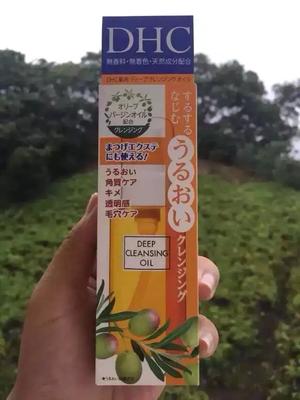 DHC
無香料・無着色・天然成分配合
DHC 薬用 ディープクレンジング オイル
オリーブ
バージンオイル
配合
クレンジング
するする
なじむ
うるおい
クレンジング
まつげエクステ
にも使える!
うるおい
角質ケア
キメ
透明感
毛穴ケア
DEEP
CLEANSING
OIL